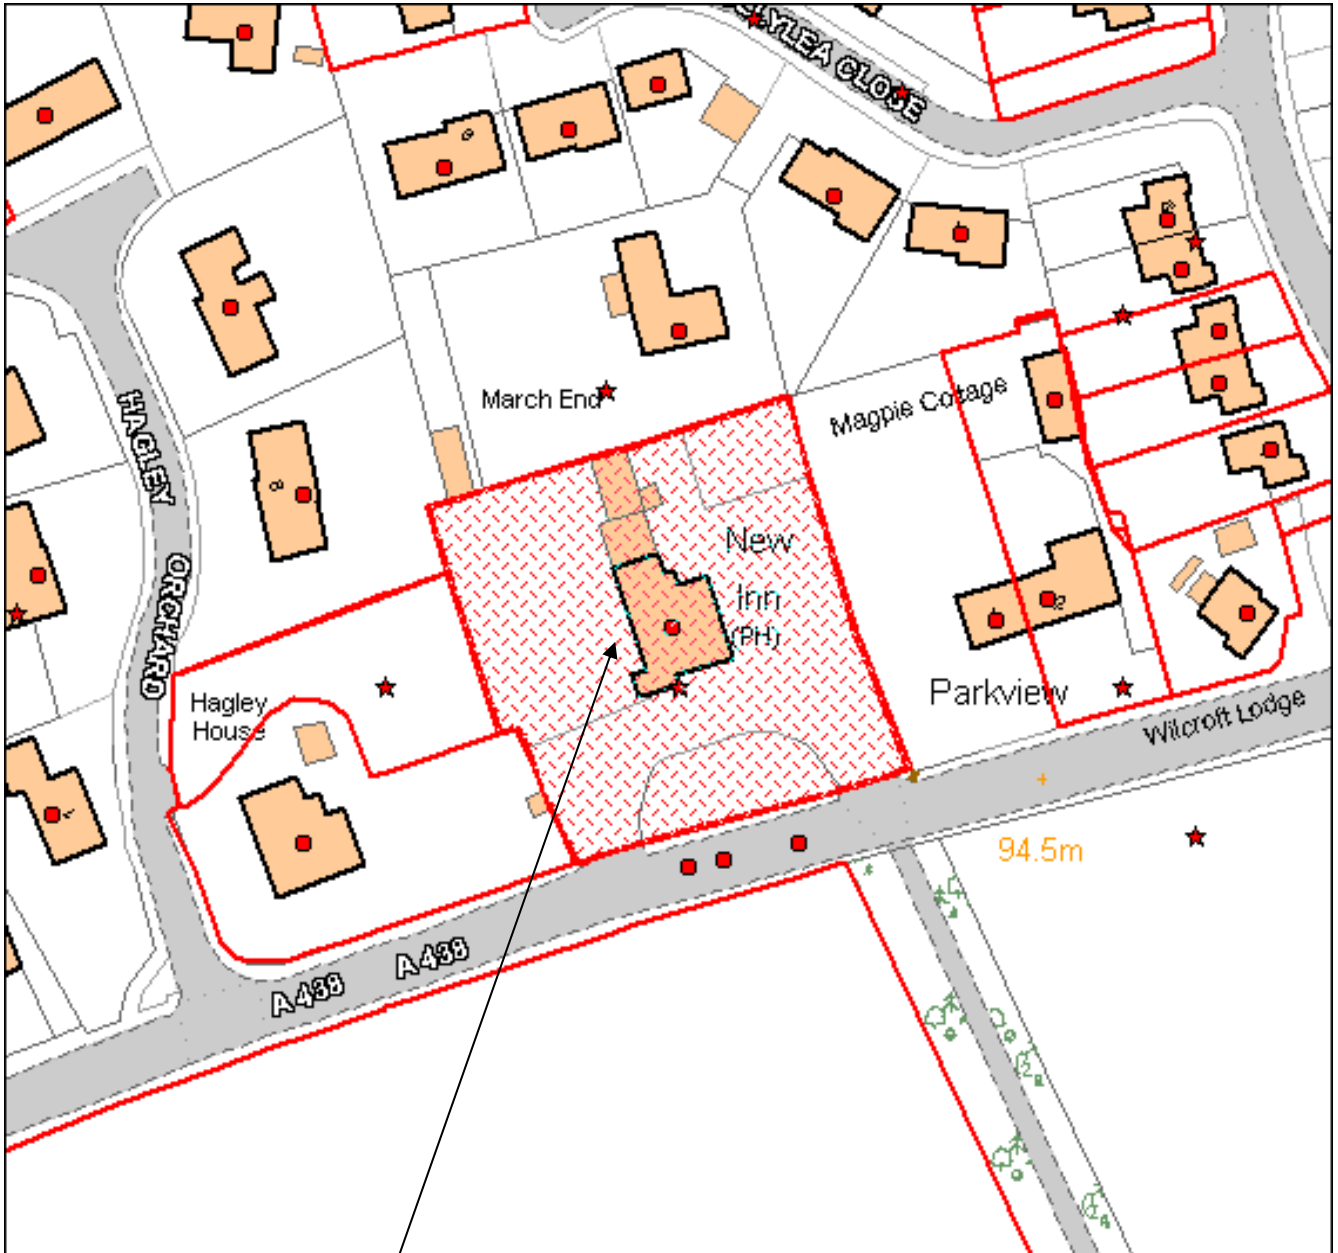 CLOSE
March End
Magpie Cottage
HAGLEY
ORCHARD
New
Inn
(PH)
Hagley
House
Parkview
Wilcroft Lodge
94.5m
A 438
A 438